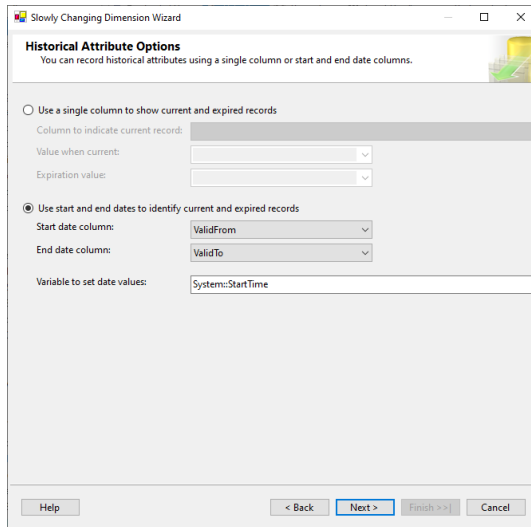 Slowly Changing Dimension Wizard
Historical Attribute Options
You can record historical attributes using a single column or start and end date columns.
Use a single column to show current and expired records
Column to indicate current record:
Value when current:
Expiration value:
Use start and end dates to identify current and expired records
Start date column: ValidFrom
End date column: ValidTo
Variable to set date values: System::StartTime
Help < Back Next > Finish >>| Cancel